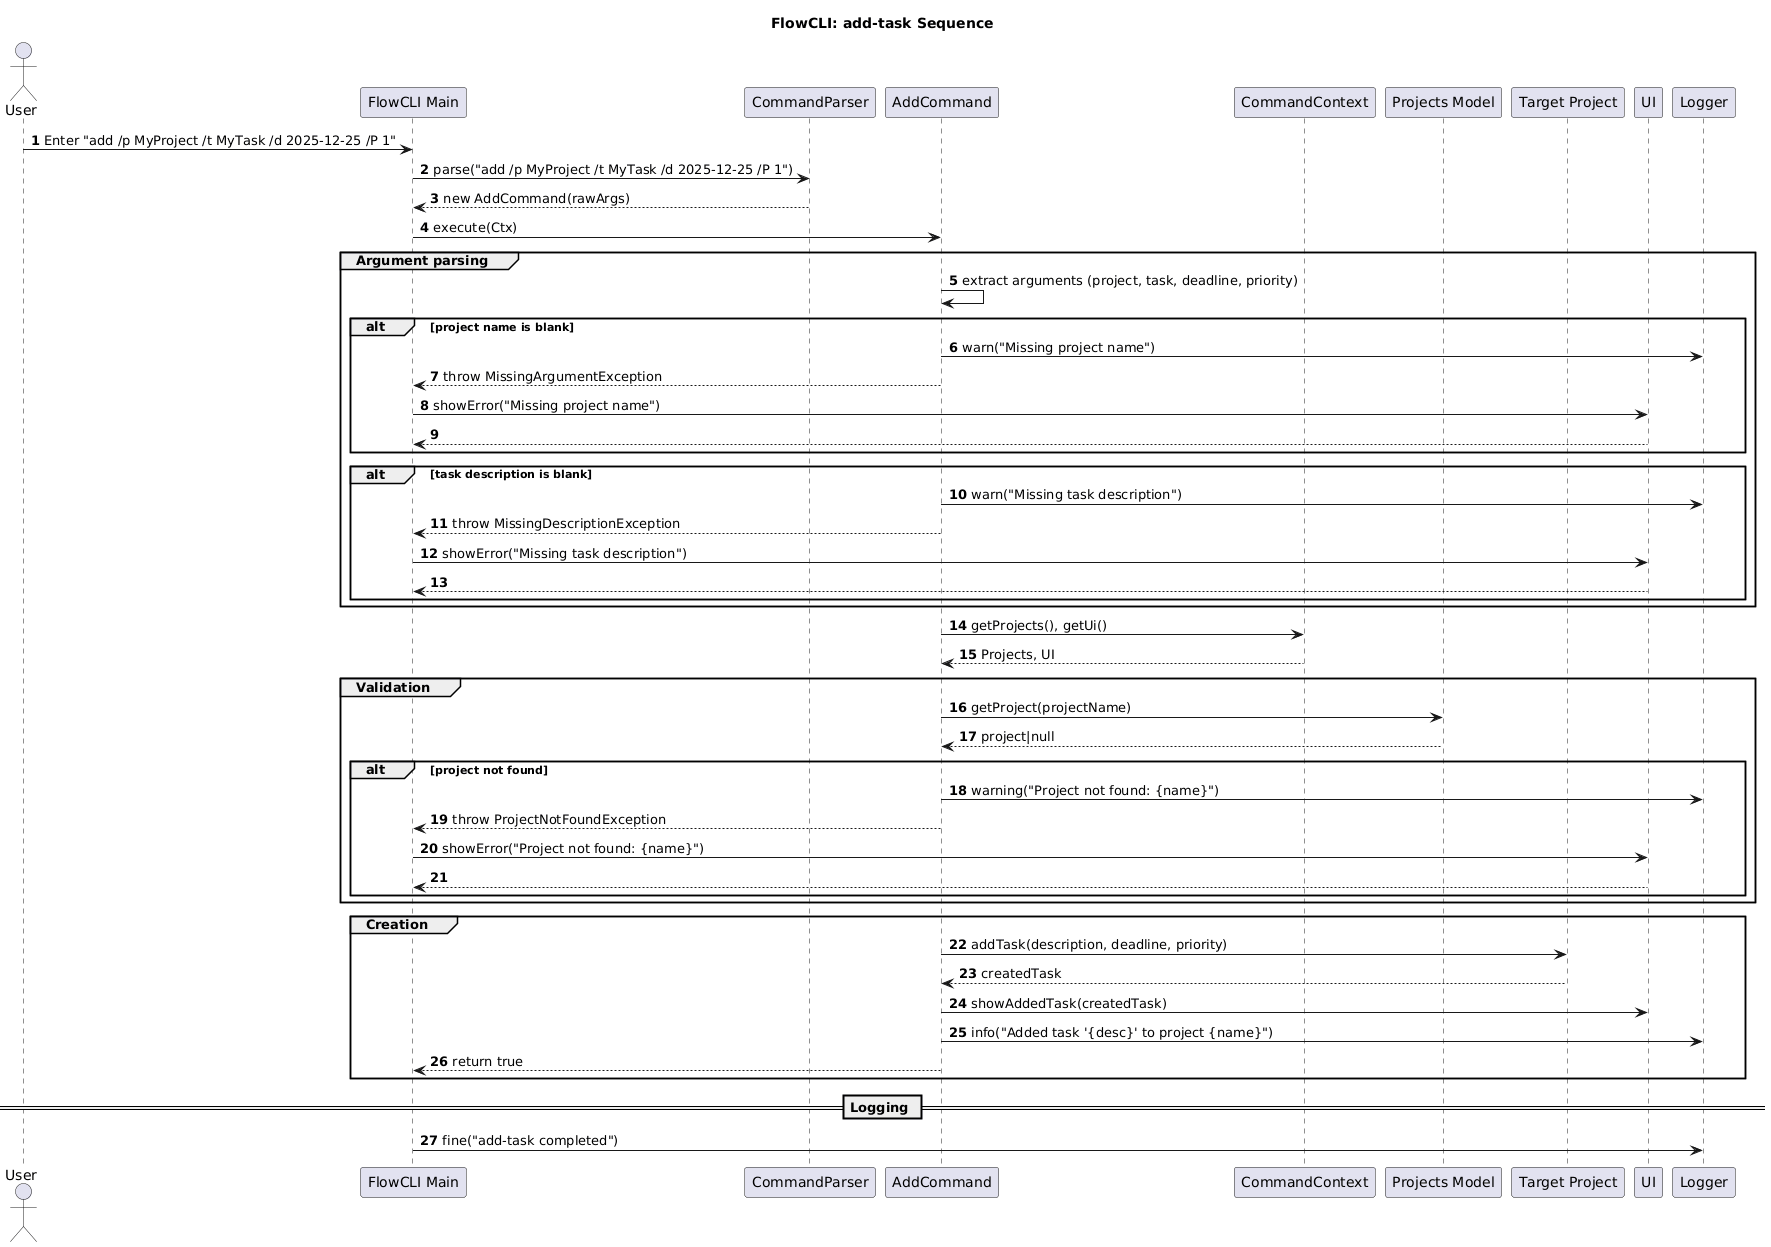 FlowCLI: add-task Sequence
User
FlowCLI Main
CommandParser
AddCommand
CommandContext
Projects Model
Target Project
UI
Logger
1 Enter "add /p MyProject /t MyTask /d 2025-12-25 /P 1"
2 parse("add /p MyProject /t MyTask /d 2025-12-25 /P 1")
3 new AddCommand(rawArgs)
4 execute(Ctx)
Argument parsing
5 extract arguments (project, task, deadline, priority)
alt [project name is blank]
6 warn("Missing project name")
7 throw MissingArgumentException
8 showError("Missing project name")
9
alt [task description is blank]
10 warn("Missing task description")
11 throw MissingDescriptionException
12 showError("Missing task description")
13
14 getProjects(), getUi()
15 Projects, UI
Validation
16 getProject(projectName)
17 project|null
alt [project not found]
18 warning("Project not found: {name}")
19 throw ProjectNotFoundException
20 showError("Project not found: {name}")
21
Creation
22 addTask(description, deadline, priority)
23 createdTask
24 showAddedTask(createdTask)
25 info("Added task '{desc}' to project {name}")
26 return true
Logging
27 fine("add-task completed")
User
FlowCLI Main
CommandParser
AddCommand
CommandContext
Projects Model
Target Project
UI
Logger